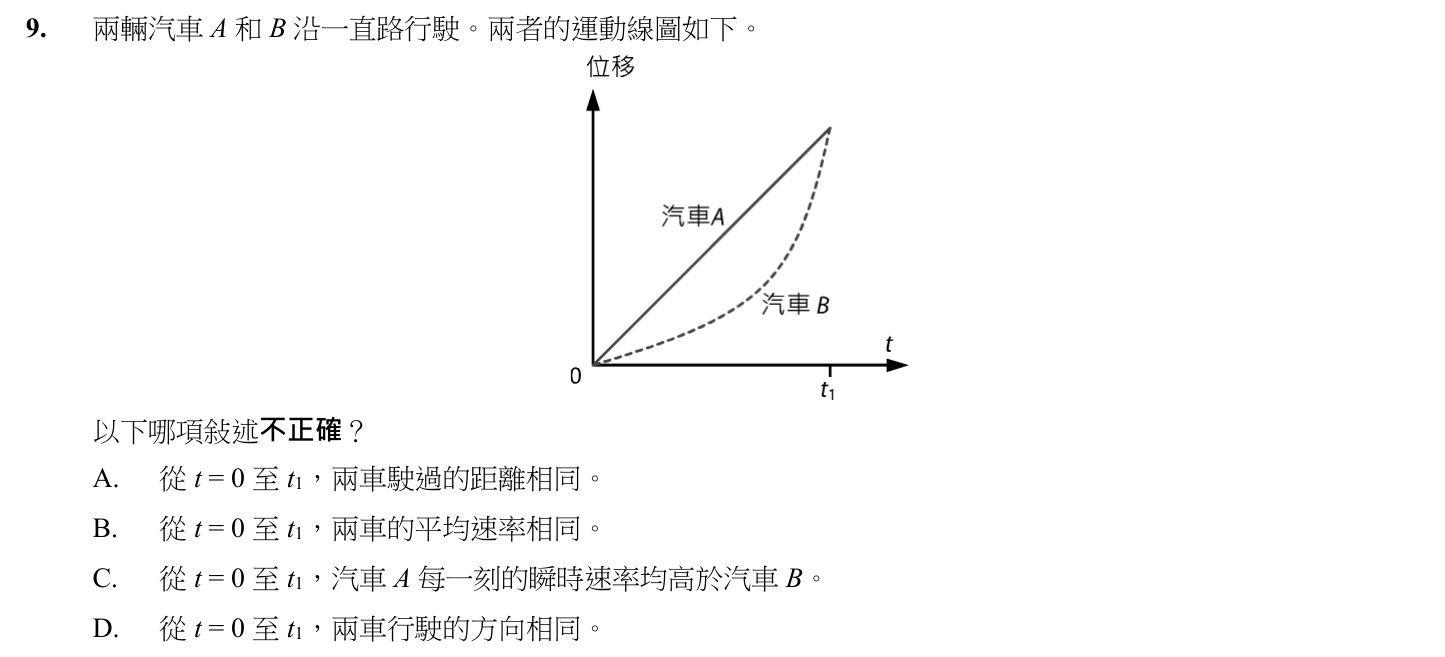 9. 兩輛汽車 A 和 B 沿一直路行駛。兩者的運動線圖如下。
位移
汽車A
汽車 B
t
0
t1
以下哪項敍述不正確？
A. 從 t = 0 至 t1，兩車駛過的距離相同。
B. 從 t = 0 至 t1，兩車的平均速率相同。
C. 從 t = 0 至 t1，汽車 A 每一刻的瞬時速率均高於汽車 B。
D. 從 t = 0 至 t1，兩車行駛的方向相同。